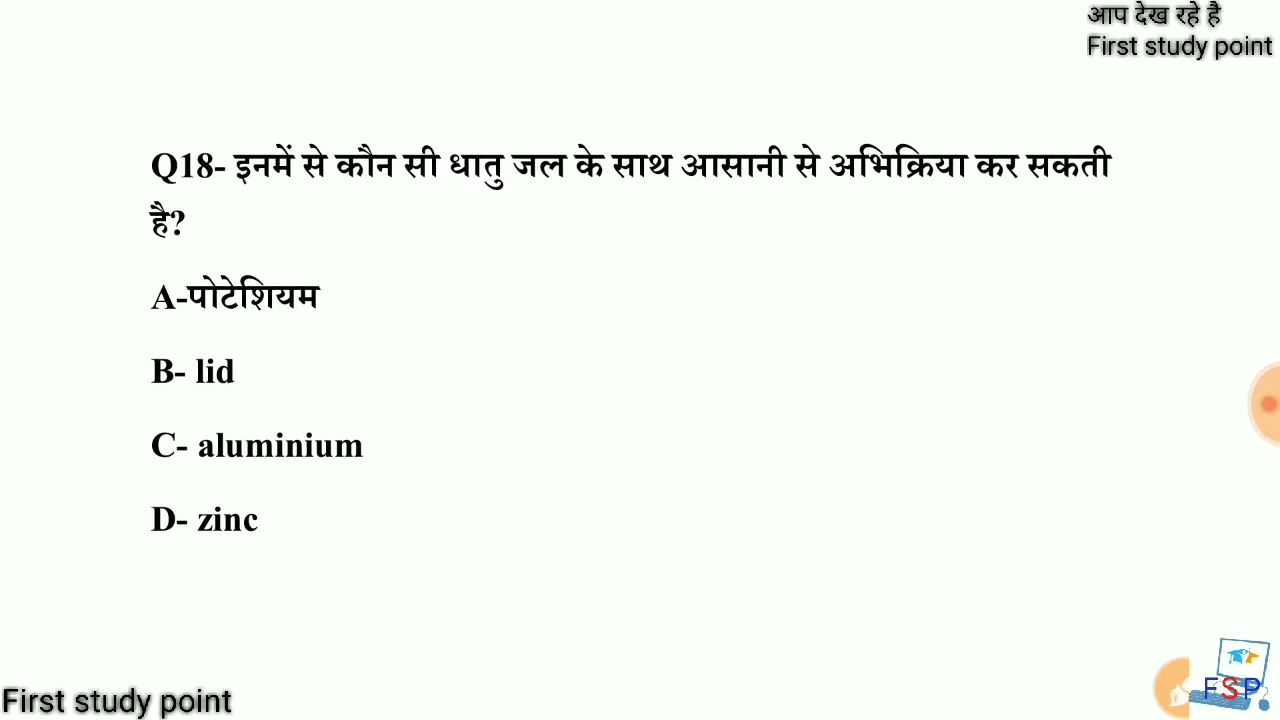 आप देख रहे है
First study point
Q18- इनमें से कौन सी धातु जल के साथ आसानी से अभिक्रिया कर सकती
है?
A-पोटेशियम
B- lid
C- aluminium
D- zinc
FSP
First study point